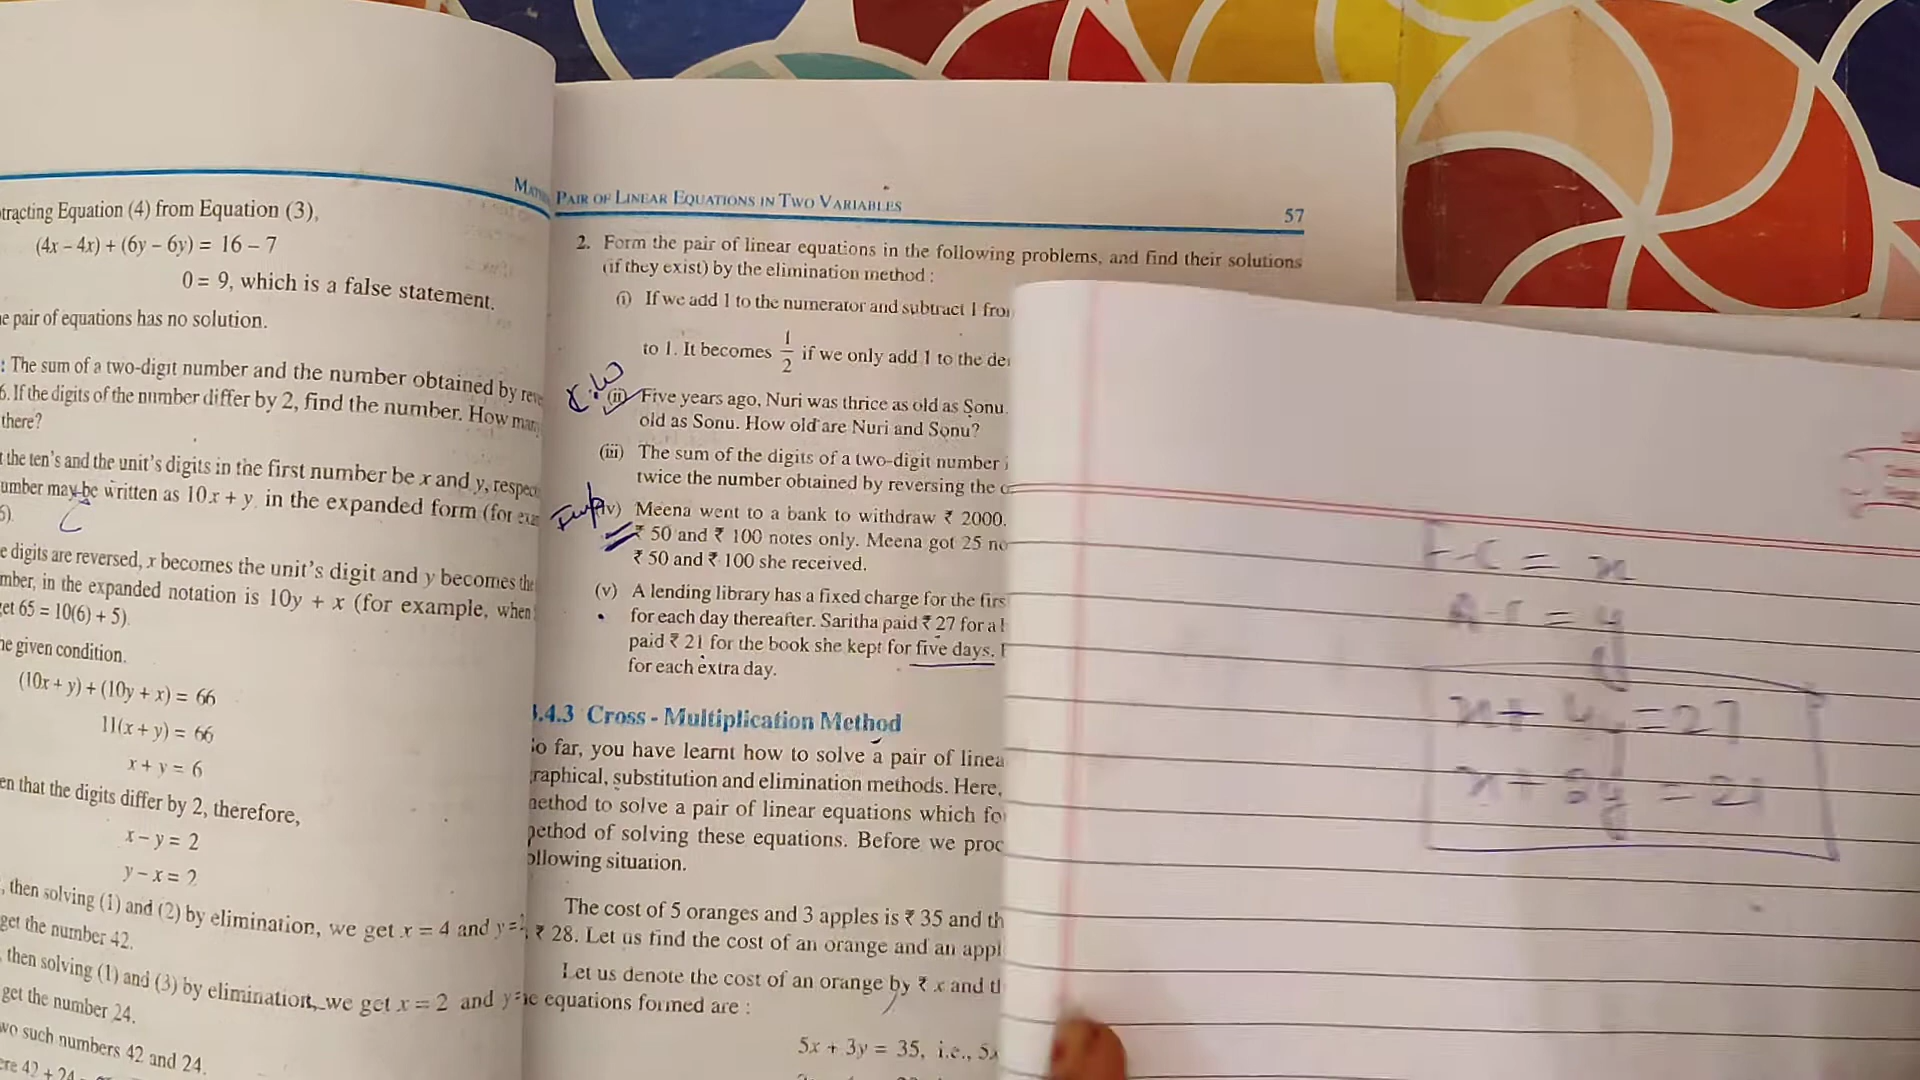 tracting Equation (4) from Equation (3),
(4x – 4x) + (6y – 6y) = 16 – 7
0 = 9, which is a false statement.
pair of equations has no solution.
: The sum of a two-digit number and the number obtained by
6. If the digits of the number differ by 2, find the number. How
there?
the ten's and the unit's digits in the first number be x and y,
umber may be written as 10x + y in the expanded form (for
digits are reversed, x becomes the unit's digit and y becomes the
mber, in the expanded notation is 10y + x (for example, when
get 65 = 10(6) + 5).
given condition.
(10x + y) + (10y + x) = 66
11(x + y) = 66
x + y = 6
en that the digits differ by 2, therefore,
x – y = 2
y – x = 2
, then solving (1) and (2) by elimination, we get x = 4 and y =
get the number 42.
then solving (1) and (3) by elimination, we get x = 2 and y
get the number 24.
wo such numbers 42 and 24.
42 + 24
PAIR OF LINEAR EQUATIONS IN TWO VARIABLES
57
2. Form the pair of linear equations in the following problems, and find their solutions
(if they exist) by the elimination method :
(i) If we add 1 to the numerator and subtract 1
to 1. It becomes 1/2 if we only add 1 to the
(ii) Five years ago, Nuri was thrice as old as Sonu.
old as Sonu. How old are Nuri and Sonu?
(iii) The sum of the digits of a two-digit number
twice the number obtained by reversing the
Imp
(iv) Meena went to a bank to withdraw ₹ 2000.
₹ 50 and ₹ 100 notes only. Meena got 25
₹ 50 and ₹ 100 she received.
(v) A lending library has a fixed charge for the
for each day thereafter. Saritha paid ₹ 27 for a
paid ₹ 21 for the book she kept for five days.
for each extra day.
.4.3 Cross - Multiplication Method
So far, you have learnt how to solve a pair of
raphical, substitution and elimination methods. Here,
method to solve a pair of linear equations which
method of solving these equations. Before we
ollowing situation.
The cost of 5 oranges and 3 apples is ₹ 35 and
₹ 28. Let us find the cost of an orange and an
Let us denote the cost of an orange by ₹ x and
equations formed are :
5x + 3y = 35, i.e.,
F-C = x
= y
x + 4y = 27
x + 2y = 21